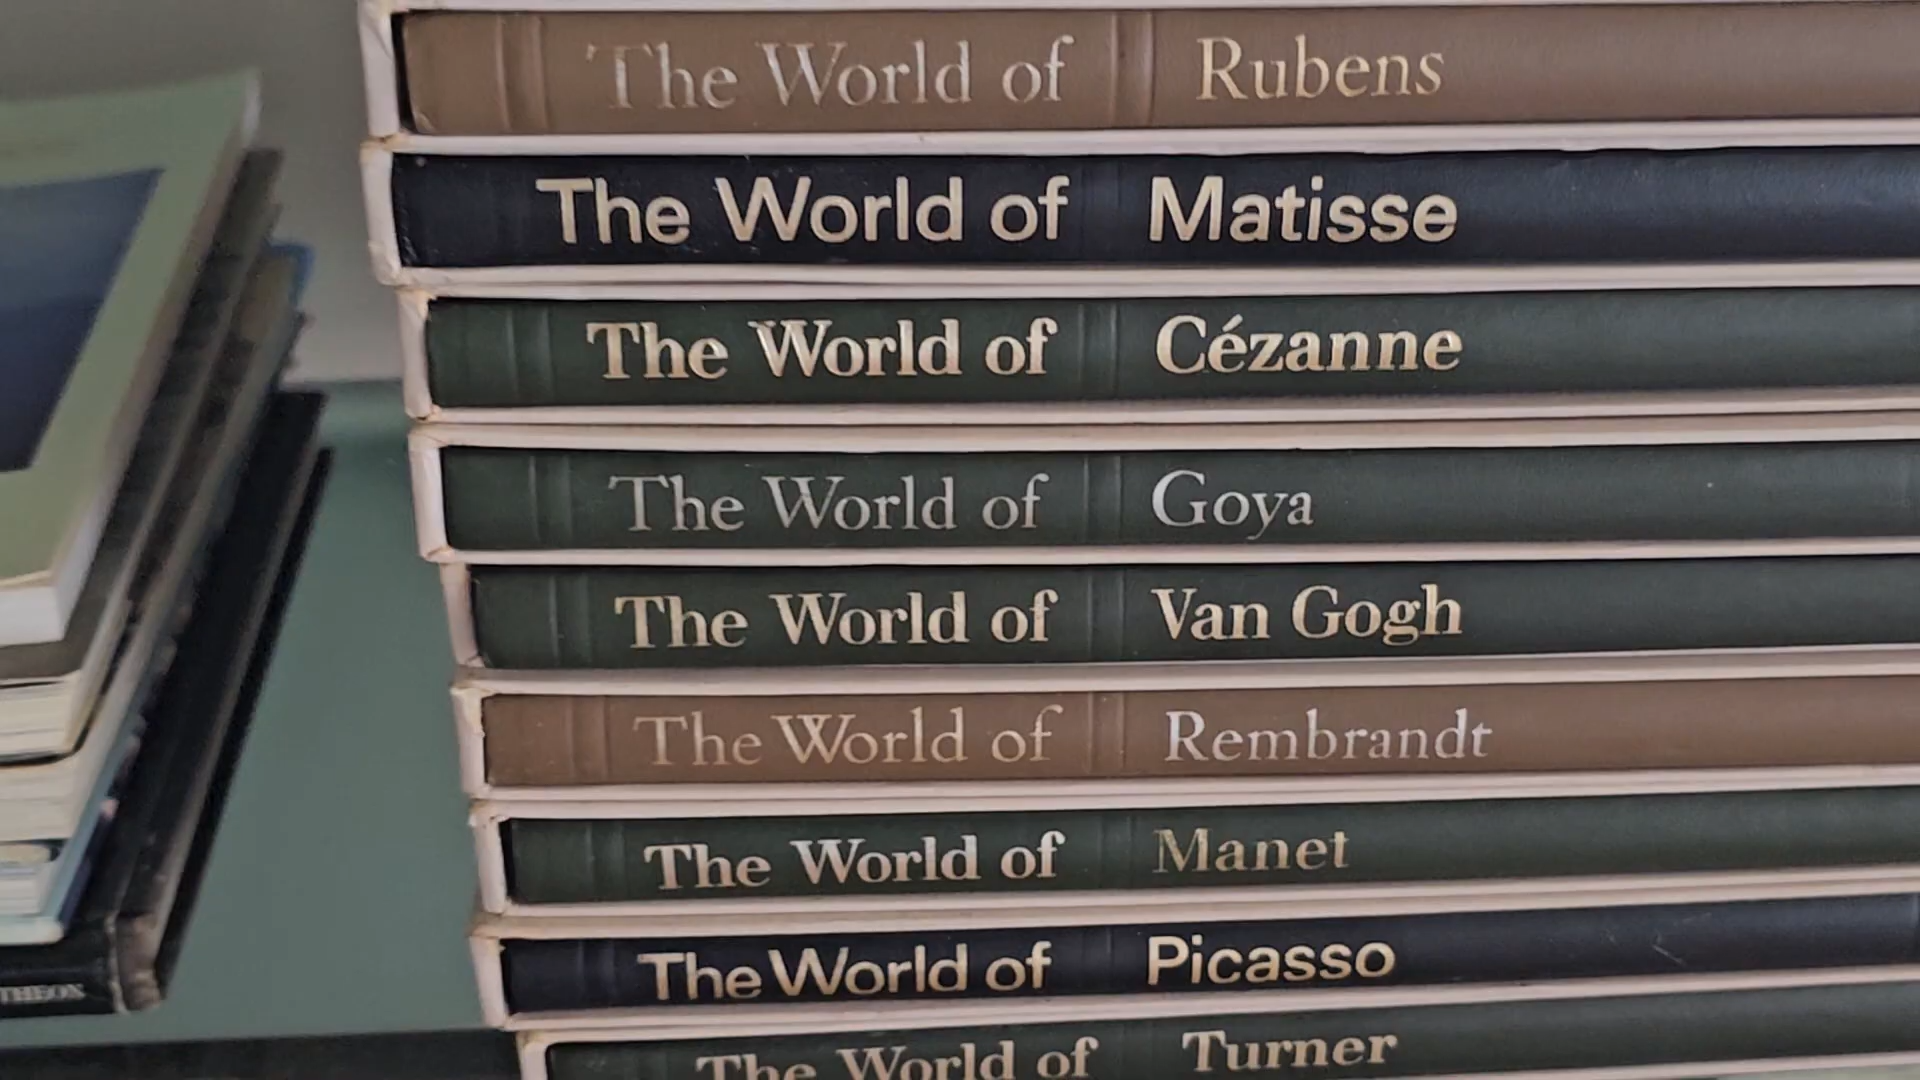 The World of Rubens
The World of Matisse
The World of Cézanne
The World of Goya
The World of Van Gogh
The World of Rembrandt
The World of Manet
The World of Picasso
The World of Turner
THEON